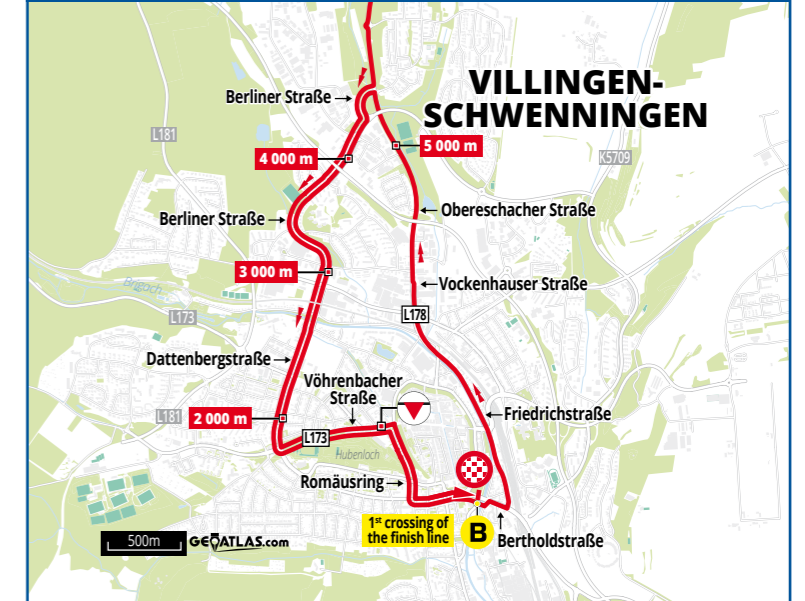 VILLINGEN-
SCHWENNINGEN
Berliner Straße
L181
4 000 m
5 000 m
K5709
Berliner Straße
Obereschacher Straße
3 000 m
Brigach
Vockenhauser Straße
L173
L178
Dattenbergstraße
Vöhrenbacher
Straße
L181
2 000 m
L173
Friedrichstraße
Hubenloch
Romäusring
1st crossing of
the finish line
B
Bertholdstraße
500m
GEOATLAS.com